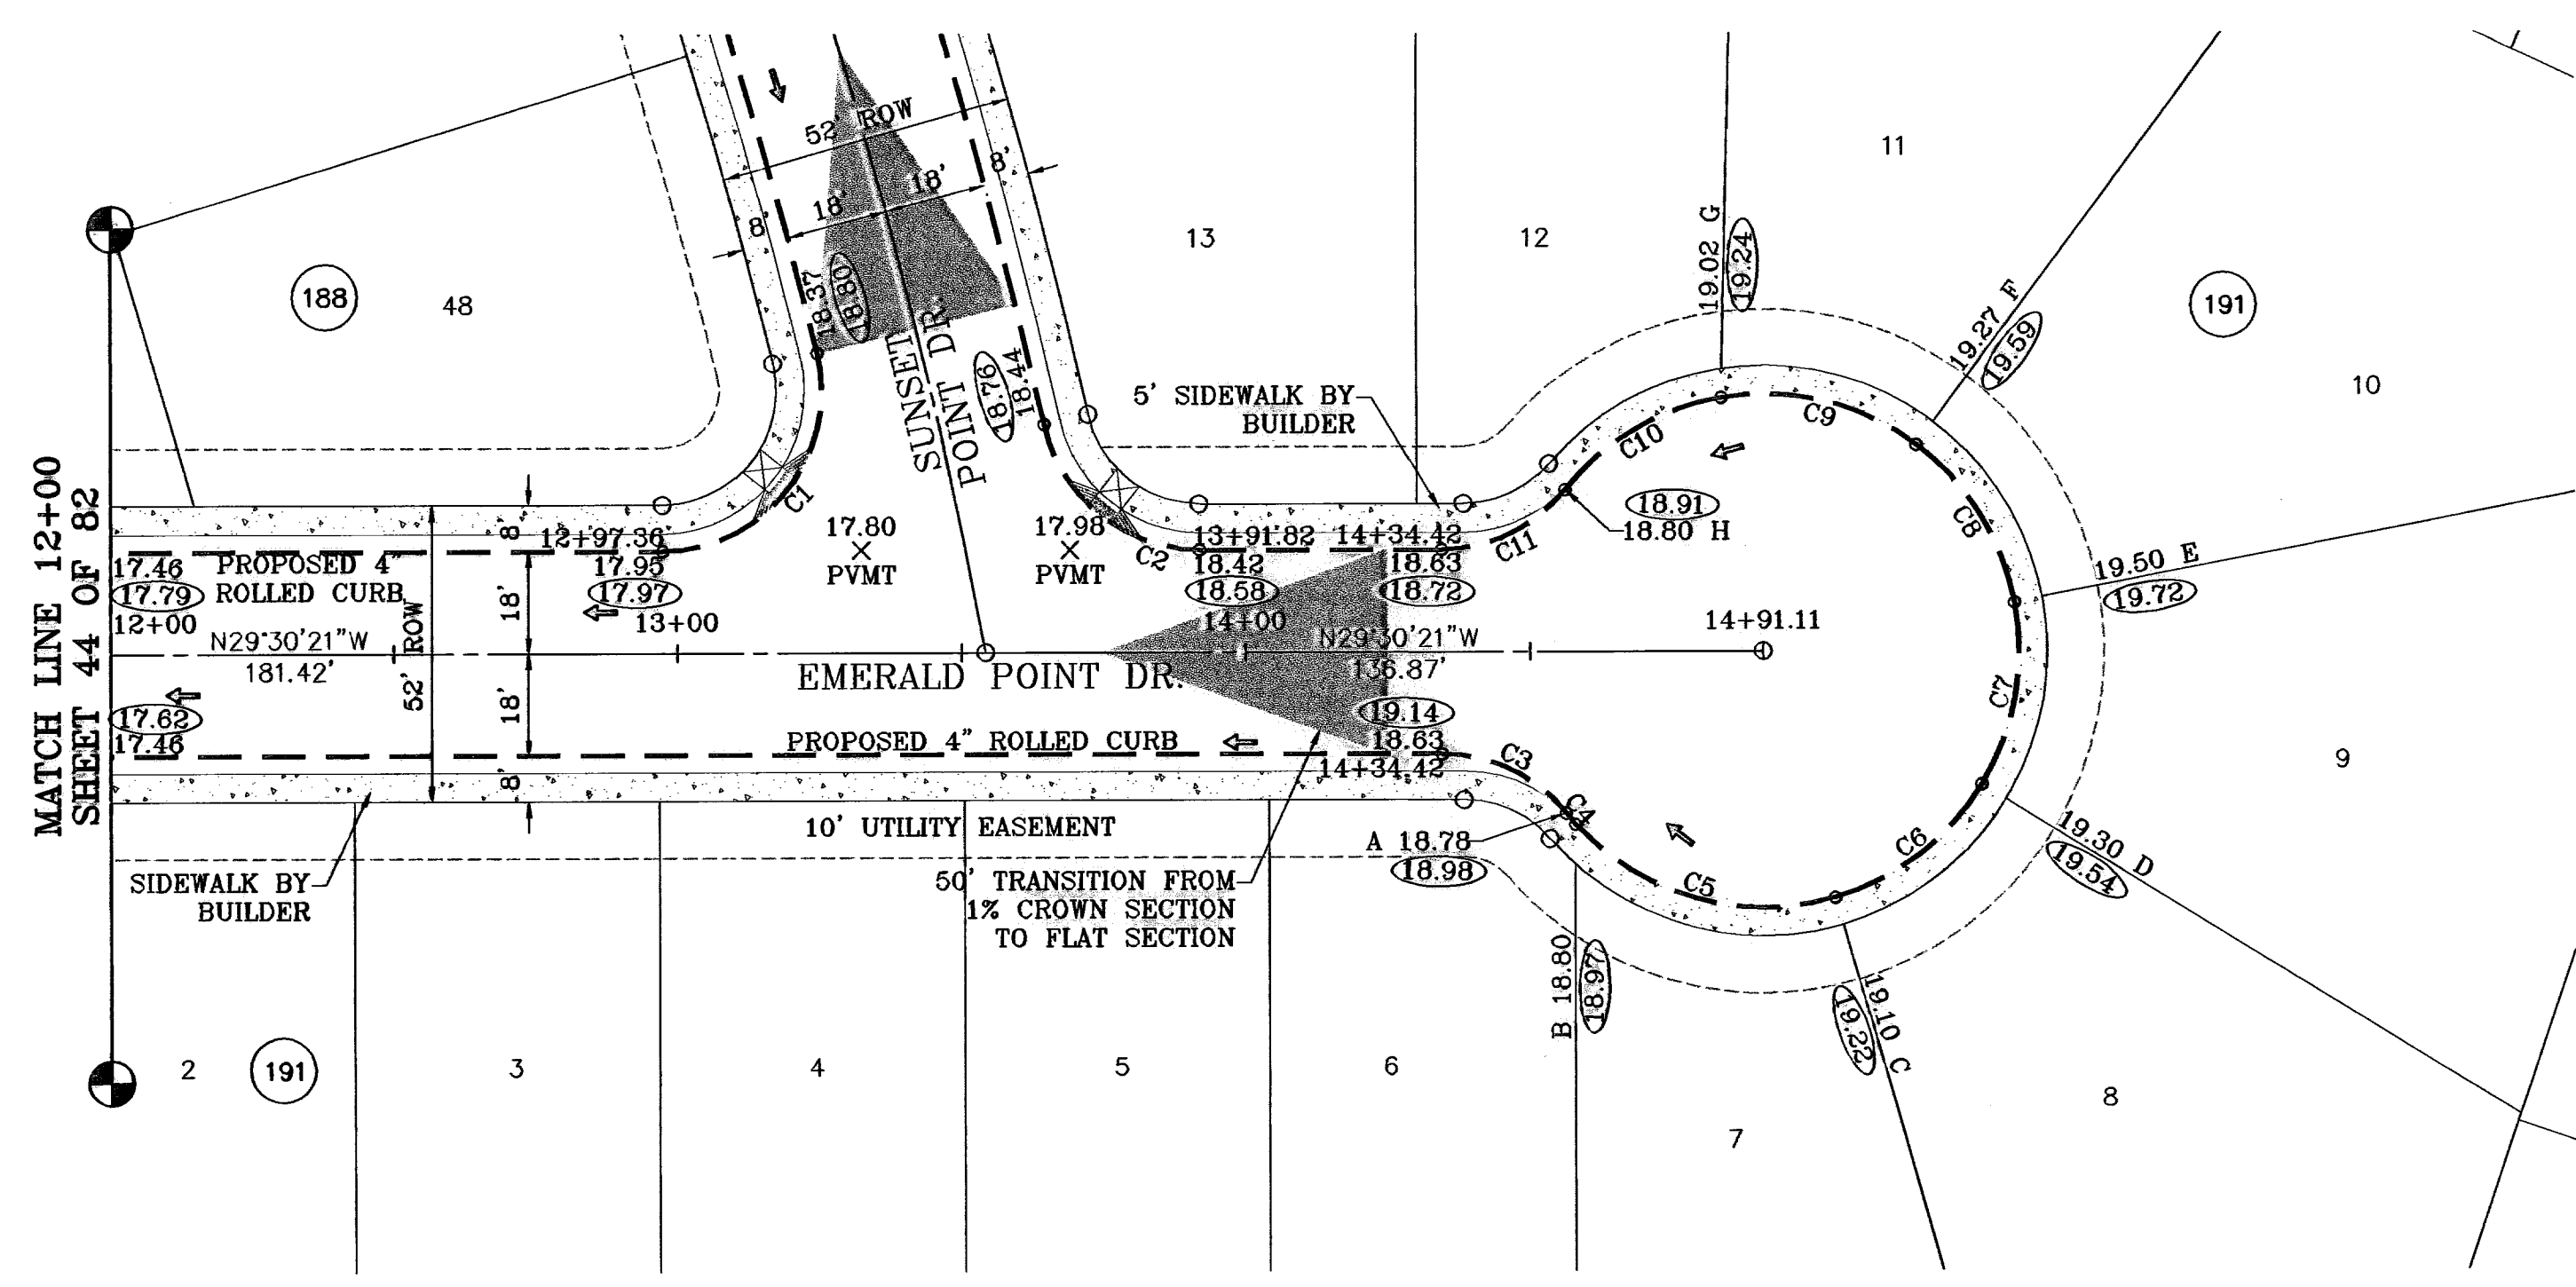 MATCH LINE 12+00
SHEET 44 OF 82
188
48
52' ROW
8'
18'
18'
8'
18.37
18.80
SUNSET
POINT DR.
18.76
18.44
13
12
11
10
191
19.02 G
19.24
19.27 F
19.59
5' SIDEWALK BY
BUILDER
C1
C2
C9
C10
C8
C11
18.91
18.80 H
17.80
PVMT
17.98
PVMT
12+97.36
17.95
17.97
13+00
13+91.82
18.42
18.58
14+00
14+34.42
18.63
18.72
17.46
17.79
12+00
PROPOSED 4"
ROLLED CURB
8'
18'
52' ROW
18'
8'
N29°30'21"W
181.42'
N29°30'21"W
136.87'
14+91.11
19.50 E
19.72
EMERALD POINT DR.
17.62
17.46
PROPOSED 4" ROLLED CURB
19.14
18.63
14+34.42
C3
C4
C7
C6
C5
9
19.30 D
19.54
10' UTILITY EASEMENT
A 18.78
18.98
SIDEWALK BY
BUILDER
50' TRANSITION FROM
1% CROWN SECTION
TO FLAT SECTION
B 18.80
18.97
19.10 C
19.22
2
191
3
4
5
6
7
8